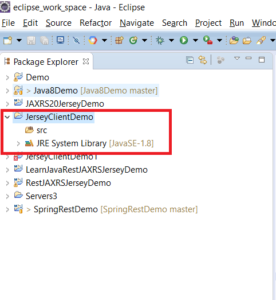 eclipse_work_space - Java - Eclipse
File Edit Source Refactor Navigate Search Project Run Window
Package Explorer
Demo
> Java8Demo [Java8Demo master]
JAXRS20JerseyDemo
JerseyClientDemo
src
JRE System Library [JavaSE-1.8]
JerseyClientDemo1
LearnJavaRestJAXRSJerseyDemo
RestJAXRSJerseyDemo
Servers3
> SpringRestDemo [SpringRestDemo master]